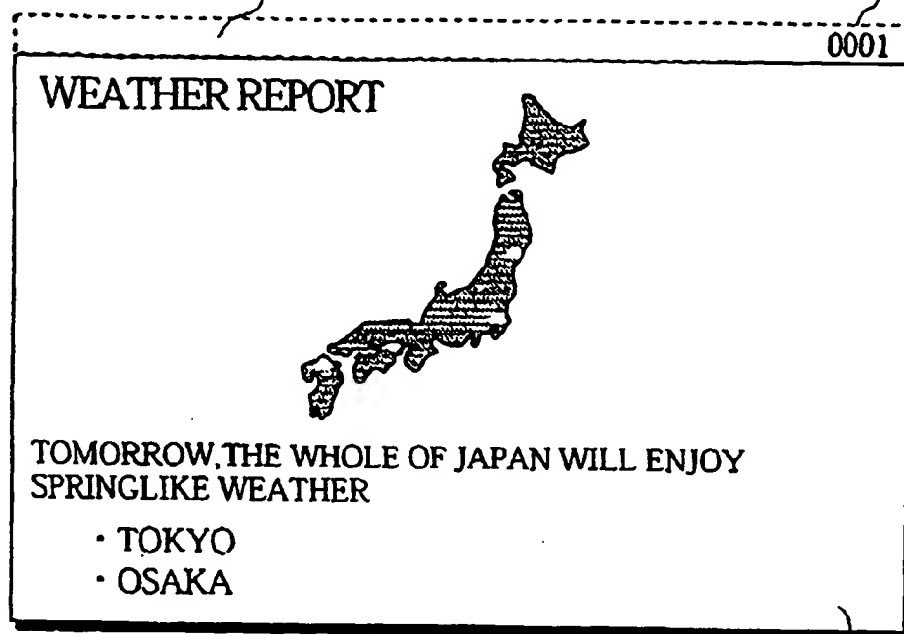 0001
WEATHER REPORT
TOMORROW,THE WHOLE OF JAPAN WILL ENJOY
SPRINGLIKE WEATHER
・TOKYO
・OSAKA